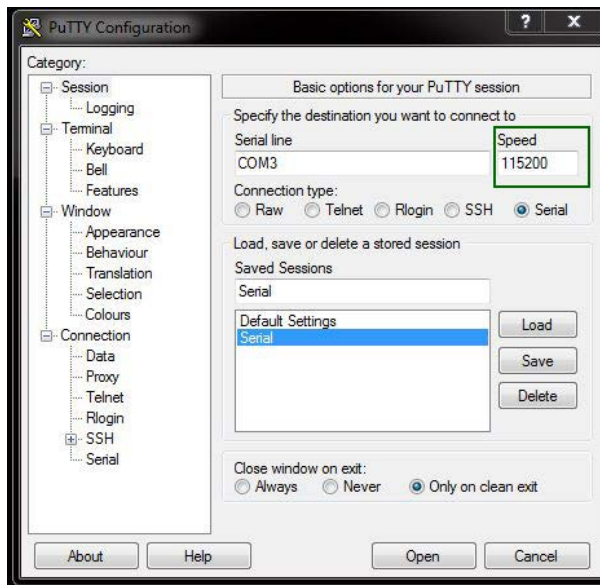 PuTTY Configuration
Category:
Session
Logging
Terminal
Keyboard
Bell
Features
Window
Appearance
Behaviour
Translation
Selection
Colours
Connection
Data
Proxy
Telnet
Rlogin
SSH
Serial
Basic options for your PuTTY session
Specify the destination you want to connect to
Serial line Speed
COM3 115200
Connection type:
Raw Telnet Rlogin SSH Serial
Load, save or delete a stored session
Saved Sessions
Serial
Default Settings
Serial
Load
Save
Delete
Close window on exit:
Always Never Only on clean exit
About Help Open Cancel